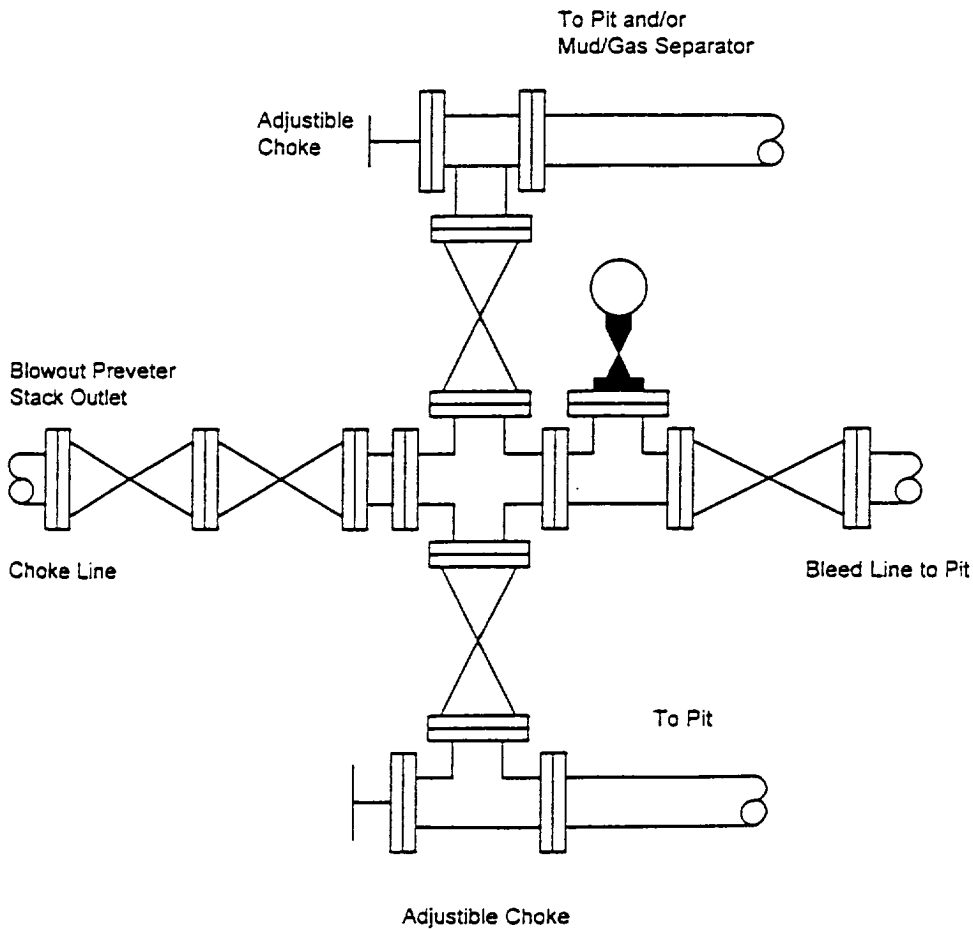 To Pit and/or
Mud/Gas Separator
Adjustible
Choke
Blowout Preveter
Stack Outlet
Choke Line
Bleed Line to Pit
To Pit
Adjustible Choke